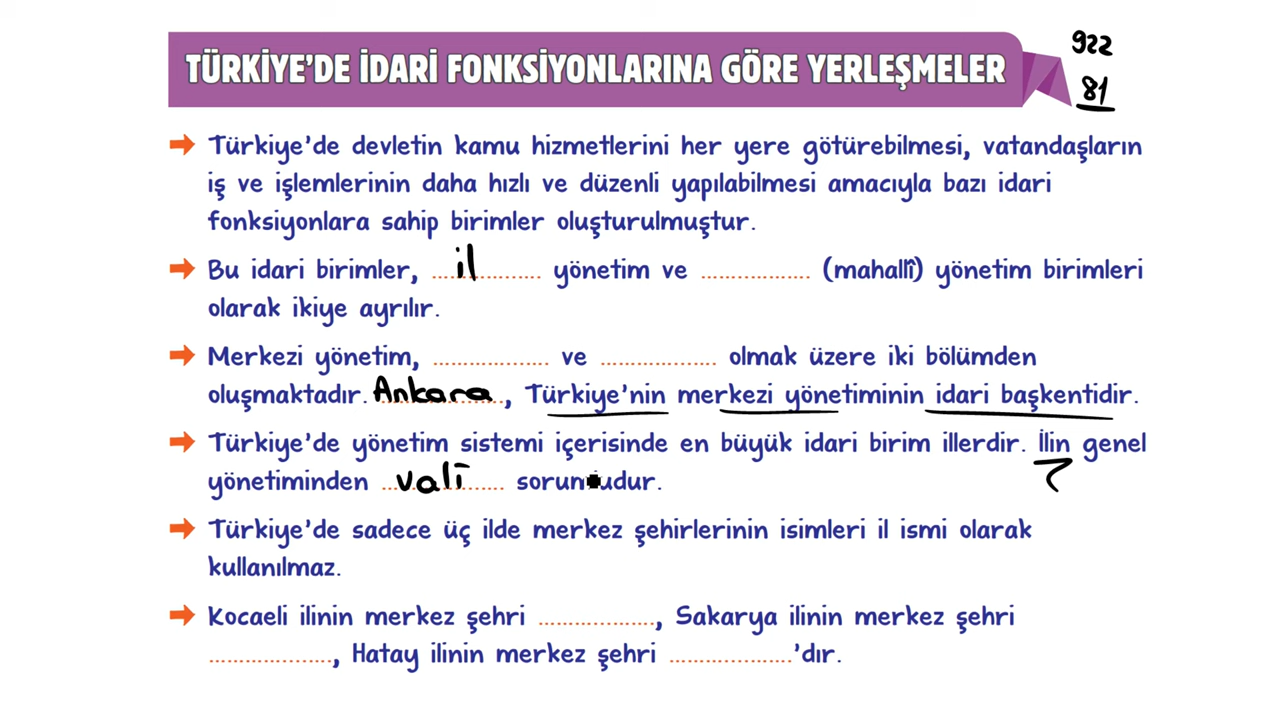 TÜRKİYE'DE İDARİ FONKSİYONLARINA GÖRE YERLEŞMELER
922
81
Türkiye'de devletin kamu hizmetlerini her yere götürebilmesi, vatandaşların
iş ve işlemlerinin daha hızlı ve düzenli yapılabilmesi amacıyla bazı idari
fonksiyonlara sahip birimler oluşturulmuştur.
Bu idari birimler, il yönetim ve .................. (mahallî) yönetim birimleri
olarak ikiye ayrılır.
Merkezi yönetim, ................... ve ................... olmak üzere iki bölümden
oluşmaktadır. Ankara, Türkiye'nin merkezi yönetiminin idari başkentidir.
Türkiye'de yönetim sistemi içerisinde en büyük idari birim illerdir. İlin genel
yönetiminden vali sorumludur.
Türkiye'de sadece üç ilde merkez şehirlerinin isimleri il ismi olarak
kullanılmaz.
Kocaeli ilinin merkez şehri ..................., Sakarya ilinin merkez şehri
...................., Hatay ilinin merkez şehri ....................'dır.